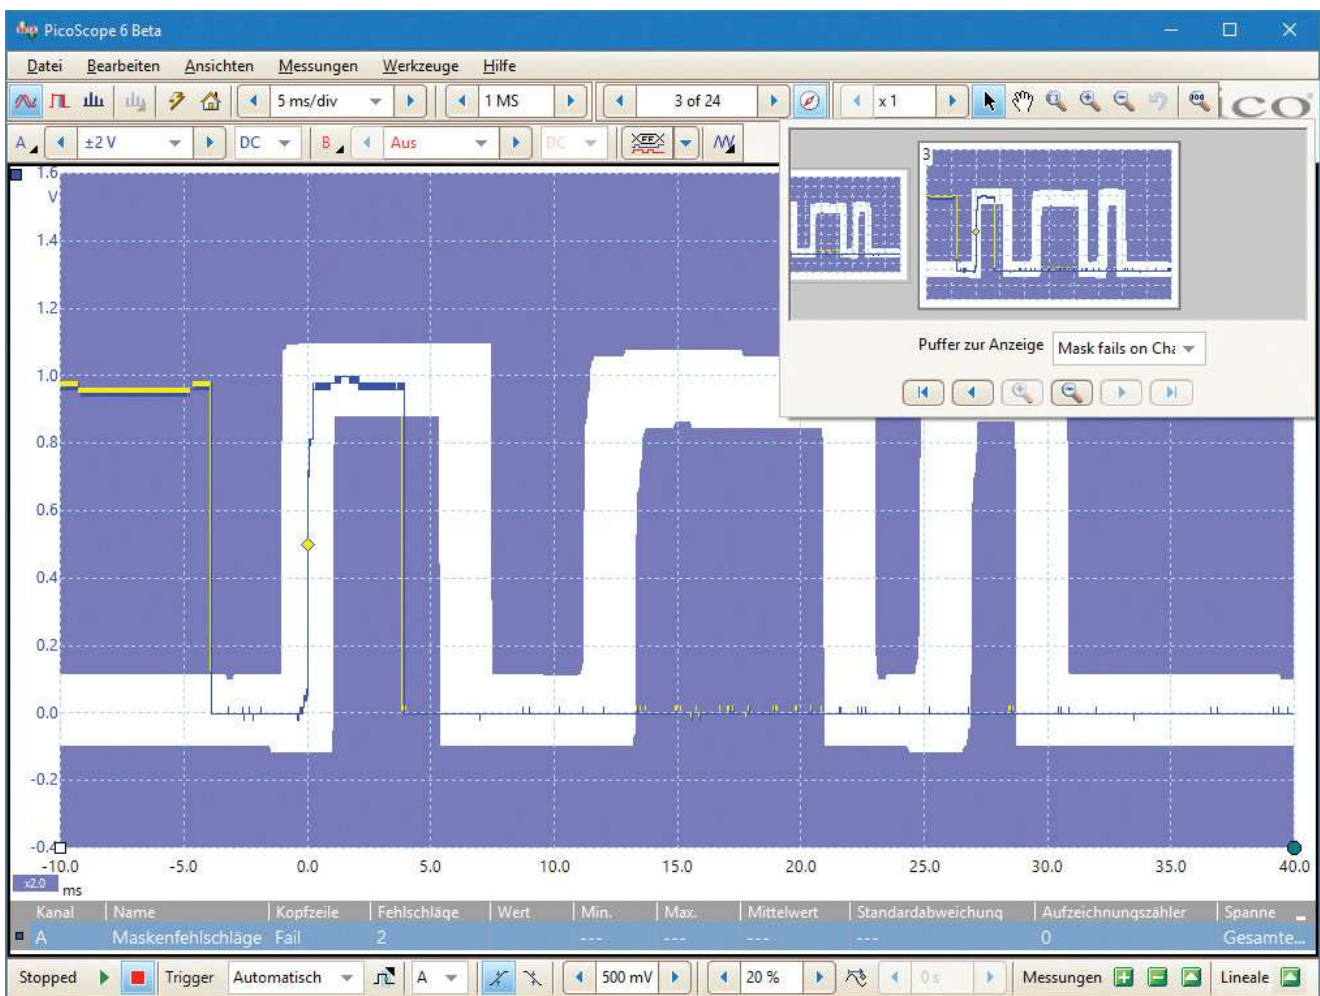 PicoScope 6 Beta
Datei Bearbeiten Ansichten Messungen Werkzeuge Hilfe
5 ms/div 1 MS 3 of 24 x 1 ico
A ±2 V DC B Aus DC
3
Puffer zur Anzeige Mask fails on Cha
1.6
V
1.4
1.2
1.0
0.8
0.6
0.4
0.2
0.0
-0.2
-0.4
-10.0 -5.0 0.0 5.0 10.0 15.0 20.0 25.0 30.0 35.0 40.0
x2.0 ms
Kanal Name Kopfzeile Fehlschläge Wert Min. Max. Mittelwert Standardabweichung Aufzeichnungszähler Spanne
A Maskenfehlschläge Fail 2 --- --- --- --- 0 Gesamte...
Stopped Trigger Automatisch A 500 mV 20 % 0 s Messungen Lineale